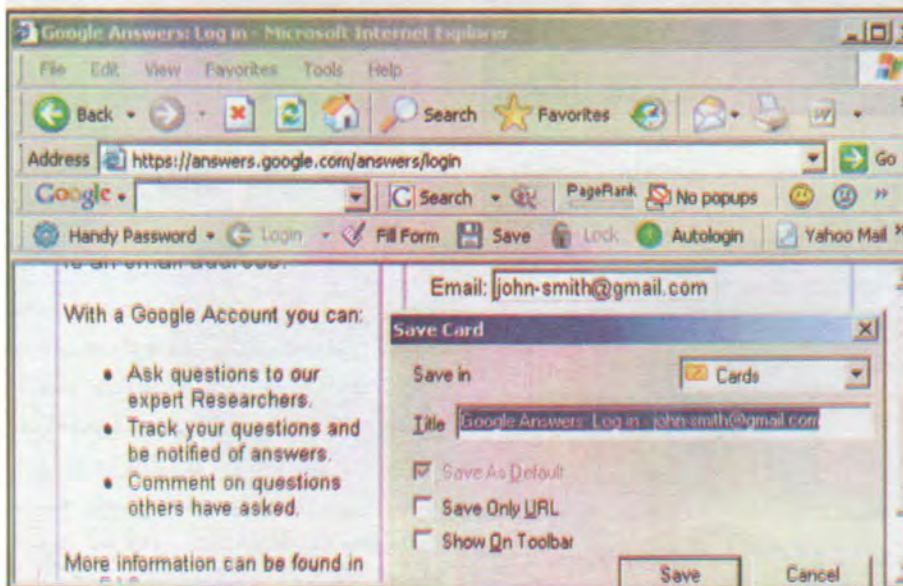 Google Answers: Log in - Microsoft Internet Explorer
File Edit View Favorites Tools Help
Back Search Favorites
Address https://answers.google.com/answers/login Go
Google Search PageRank No popups
Handy Password Login Fill Form Save Lock Autologin Yahoo Mail
to an email address.
With a Google Account you can:
• Ask questions to our
expert Researchers.
• Track your questions and
be notified of answers.
• Comment on questions
others have asked.
More information can be found in
Email: john-smith@gmail.com
Save Card
Save in Cards
Title Google Answers: Log in - john-smith@gmail.com
Save As Default
Save Only URL
Show On Toolbar
Save Cancel